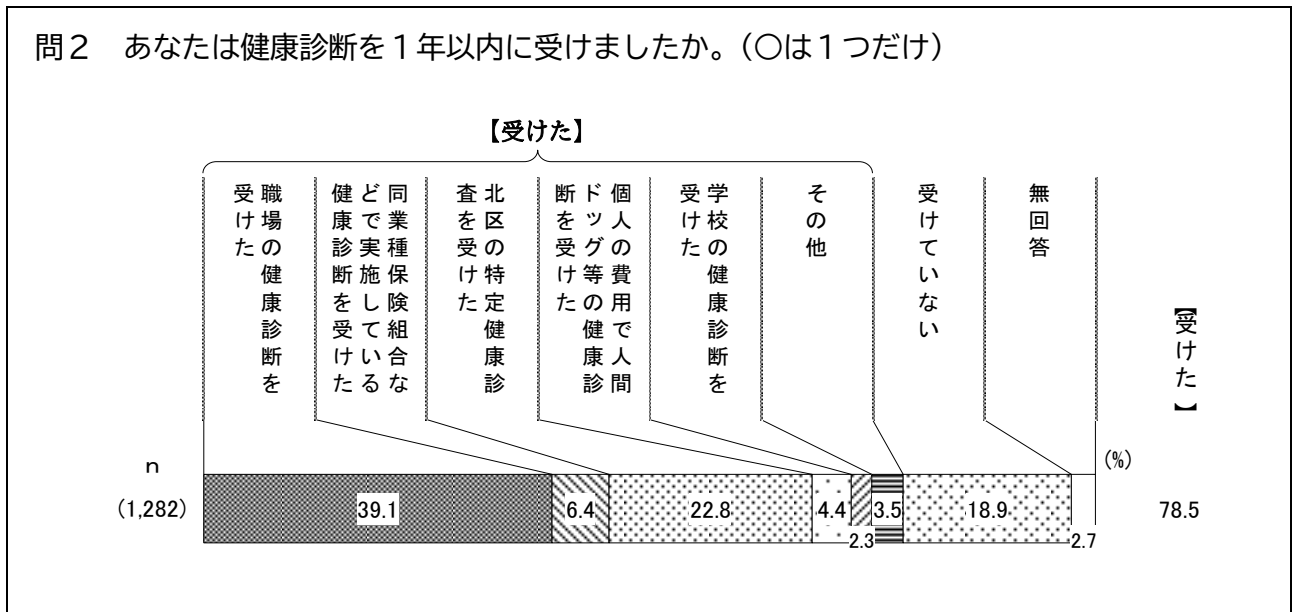 問２　あなたは健康診断を１年以内に受けましたか。（○は１つだけ）
【受けた】
職場の健康診断を
受けた
同業種保険組合な
どで実施している
健康診断を受けた
北区の特定健康診
査を受けた
個人の費用で人間
ドッグ等の健康診
断を受けた
学校の健康診断を
受けた
その他
受けていない
無回答
【受けた】
n
(%)
(1,282)
39.1
6.4
22.8
4.4
2.3
3.5
18.9
2.7
78.5